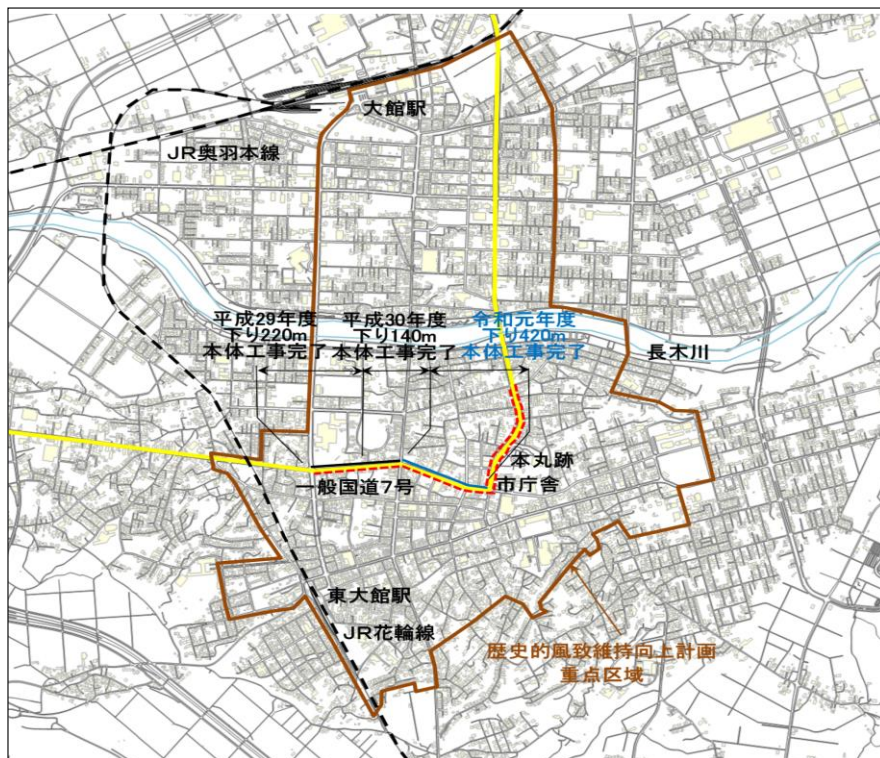 大館駅
JR奥羽本線
平成29年度
下り220m
本体工事完了
平成30年度
下り140m
本体工事完了
令和元年度
下り420m
本体工事完了
長木川
本丸跡
市庁舎
一般国道7号
東大館駅
JR花輪線
歴史的風致維持向上計画
重点区域